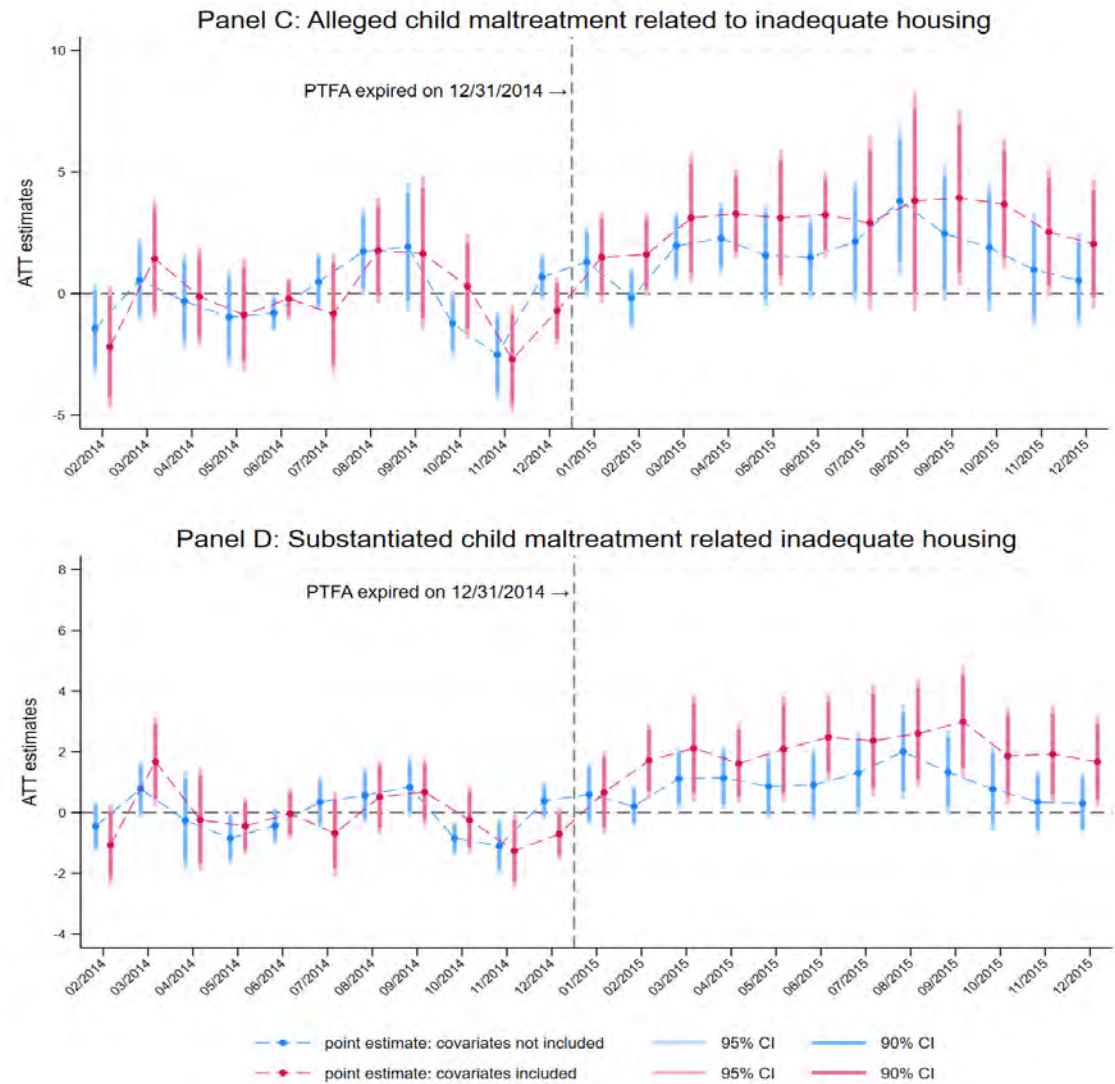 Panel C: Alleged child maltreatment related to inadequate housing
10
PTFA expired on 12/31/2014 →
5
ATT estimates
0
-5
02/2014 03/2014 04/2014 05/2014 06/2014 07/2014 08/2014 09/2014 10/2014 11/2014 12/2014 01/2015 02/2015 03/2015 04/2015 05/2015 06/2015 07/2015 08/2015 09/2015 10/2015 11/2015 12/2015
Panel D: Substantiated child maltreatment related inadequate housing
8
PTFA expired on 12/31/2014 →
6
4
ATT estimates
2
0
-2
-4
02/2014 03/2014 04/2014 05/2014 06/2014 07/2014 08/2014 09/2014 10/2014 11/2014 12/2014 01/2015 02/2015 03/2015 04/2015 05/2015 06/2015 07/2015 08/2015 09/2015 10/2015 11/2015 12/2015
point estimate: covariates not included 95% CI 90% CI
point estimate: covariates included 95% CI 90% CI